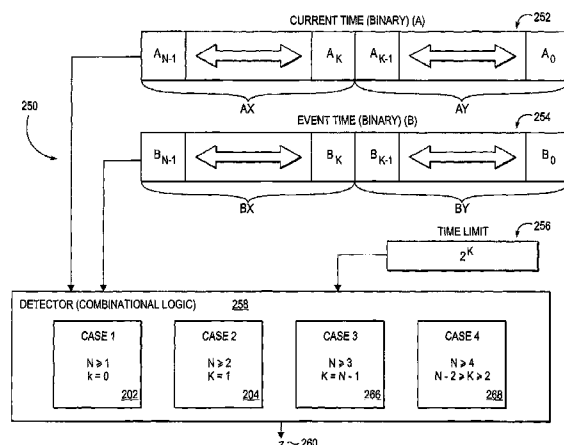 CURRENT TIME (BINARY) (A)
252
A_N-1 A_K A_K-1 A_0
AX AY
250
EVENT TIME (BINARY) (B)
254
B_N-1 B_K B_K-1 B_0
BX BY
TIME LIMIT
256
2^K
DETECTOR (COMBINATIONAL LOGIC) 258
CASE 1
N ⩾ 1
k = 0
202
CASE 2
N ⩾ 2
K = 1
204
CASE 3
N ⩾ 3
K = N - 1
266
CASE 4
N ⩾ 4
N - 2 ⩾ K ⩾ 2
268
260